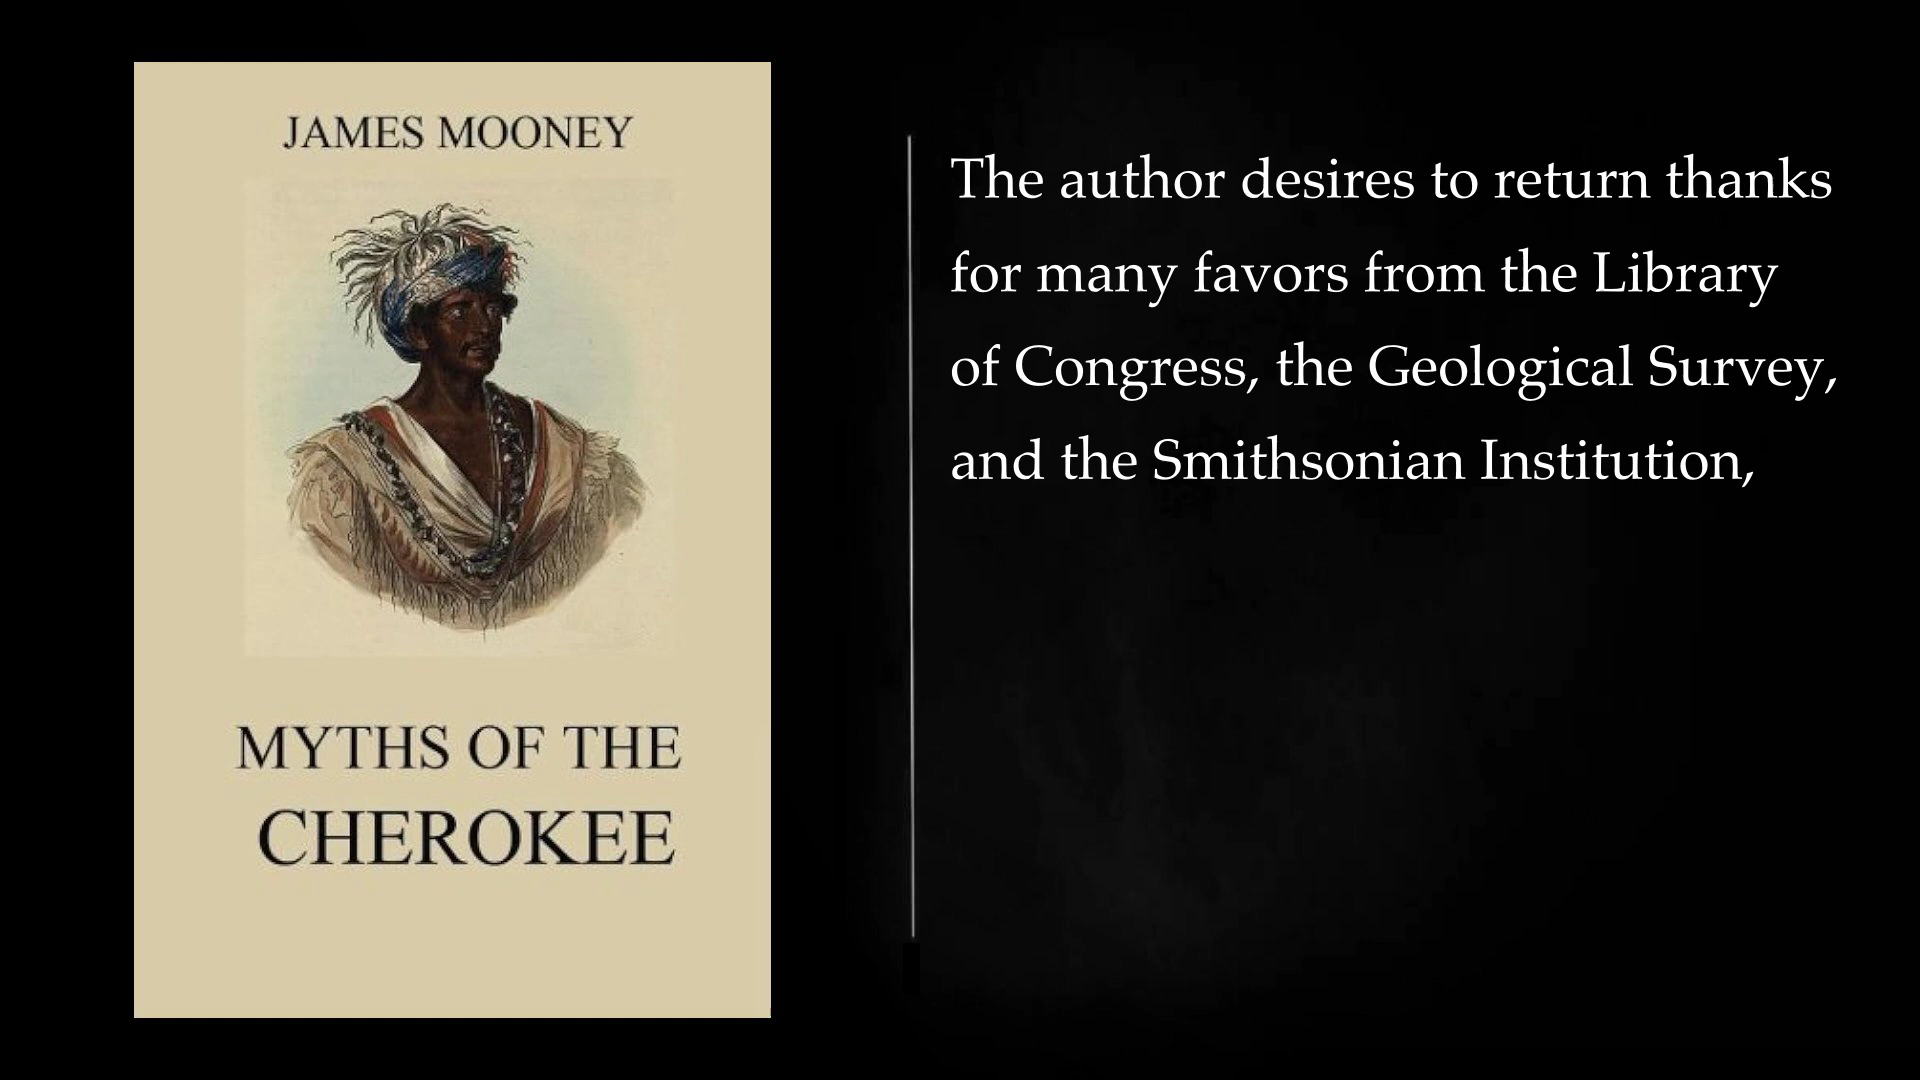 JAMES MOONEY
MYTHS OF THE
CHEROKEE
The author desires to return thanks
for many favors from the Library
of Congress, the Geological Survey,
and the Smithsonian Institution,